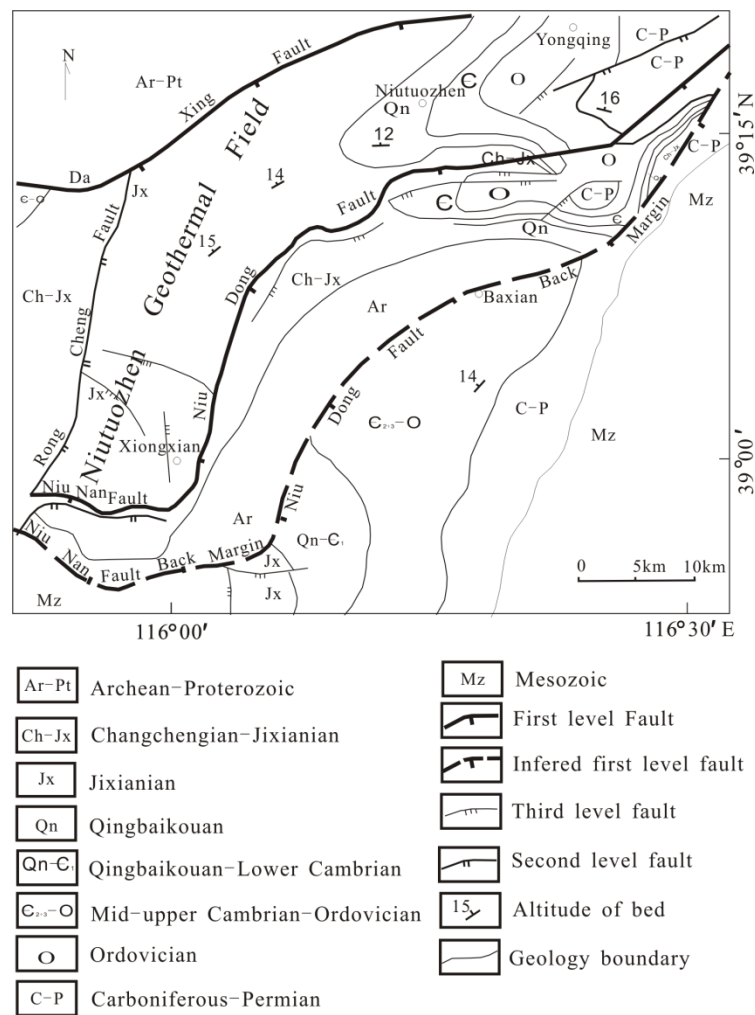 N
Ar-Pt
Xing
Fault
Yongqing
C-P
C-P
Є
O
Niutuozhen
Qn
16
12
39°15′N
Da
Jx
Field
14
Ch-Jx
O
Ch-Jx
C-P
Є-O
Fault
Є
O
C-P
Є
Mz
Qn
Margin
15
Geothermal
Dong
Ch-Jx
Back
Ar
Baxian
Ch-Jx
Cheng
Fault
14
Dong
Niu
C-P
Jx
Є₂₊₃-O
Mz
Niutuozhen
Xiongxian
Rong
39°00′
Niu Nan Fault
Niu
Ar
Qn-Є₁
Niu Nan Fault Back Margin
Jx
Jx
Mz
0 5km 10km
116°00′
116°30′E
Ar-Pt Archean-Proterozoic
Ch-Jx Changchengian-Jixianian
Jx Jixianian
Qn Qingbaikouan
Qn-Є₁ Qingbaikouan-Lower Cambrian
Є₂₊₃-O Mid-upper Cambrian-Ordovician
O Ordovician
C-P Carboniferous-Permian
Mz Mesozoic
First level Fault
Infered first level fault
Third level fault
Second level fault
15 Altitude of bed
Geology boundary